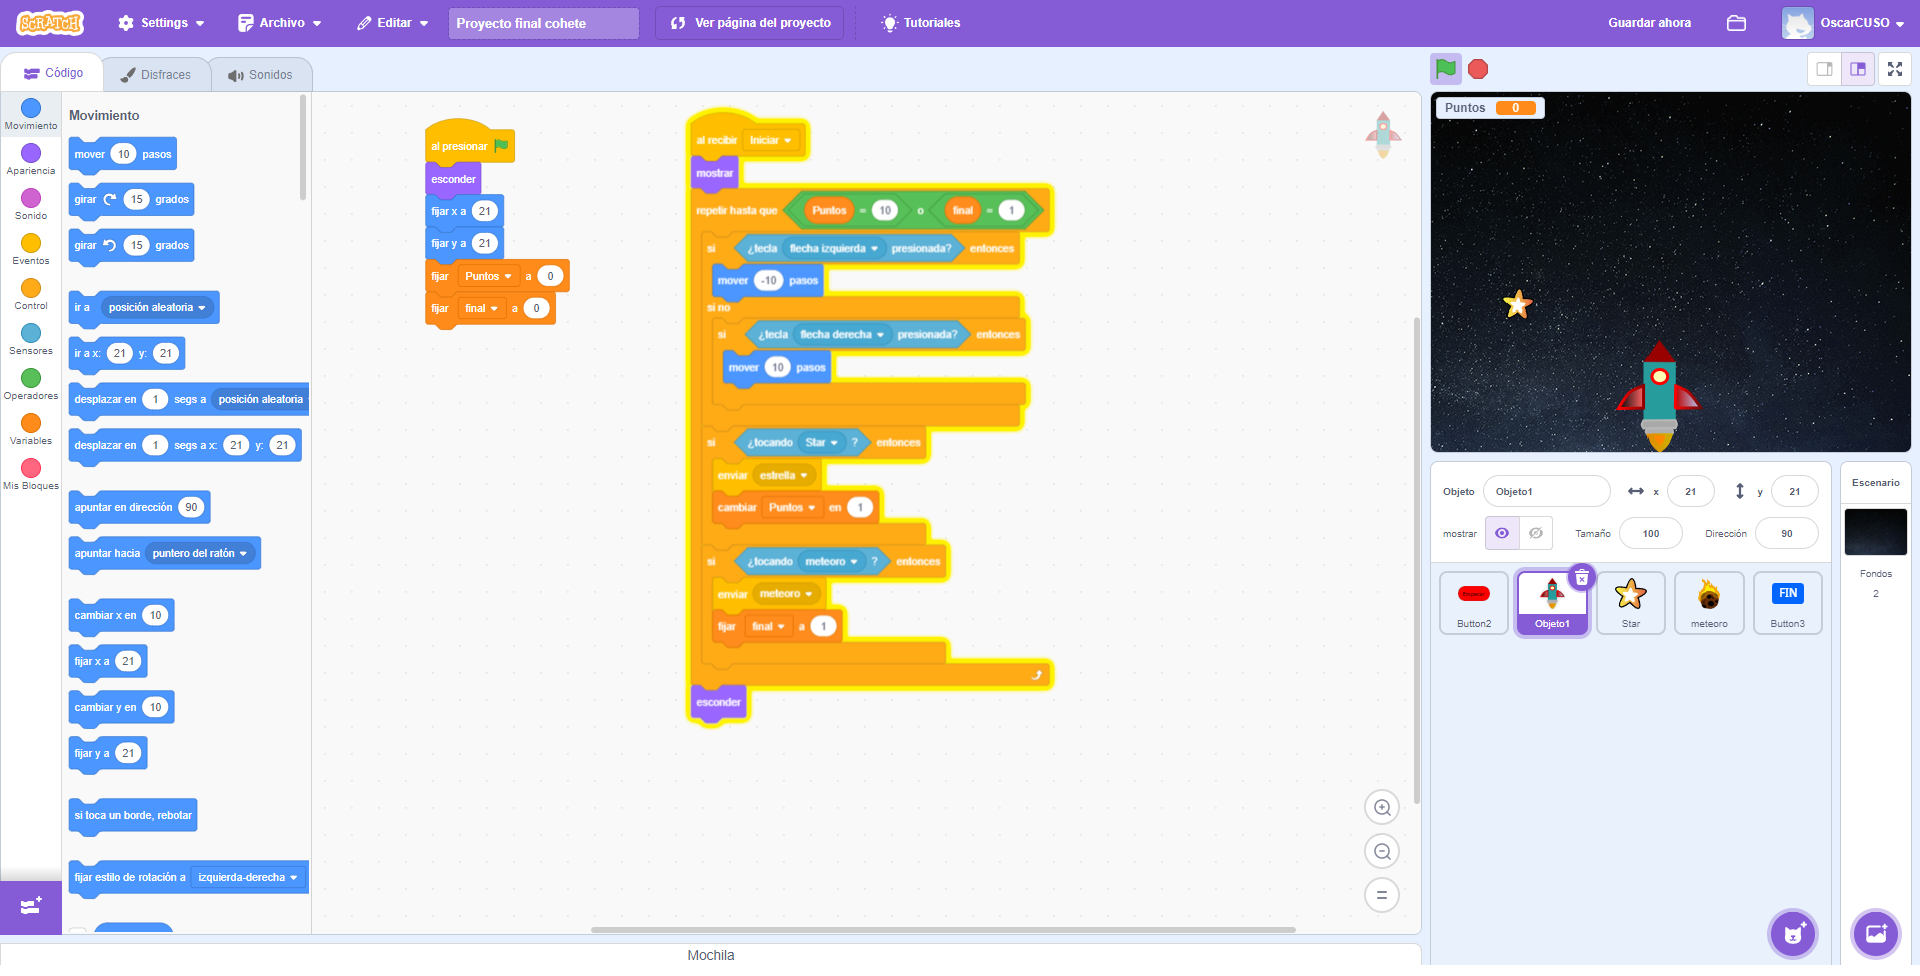 SCRATCH
Settings
Archivo
Editar
Proyecto final cohete
Ver página del proyecto
Tutoriales
Guardar ahora
OscarCUSO
Código
Disfraces
Sonidos
Movimiento
Apariencia
Sonido
Eventos
Control
Sensores
Operadores
Variables
Mis Bloques
Movimiento
mover 10 pasos
girar 15 grados
girar 15 grados
ir a posición aleatoria
ir a x: 21 y: 21
desplazar en 1 segs a posición aleatoria
desplazar en 1 segs a x: 21 y: 21
apuntar en dirección 90
apuntar hacia puntero del ratón
cambiar x en 10
fijar x a 21
cambiar y en 10
fijar y a 21
si toca un borde, rebotar
fijar estilo de rotación a izquierda-derecha
al presionar
esconder
fijar x a 21
fijar y a 21
fijar Puntos a 0
fijar final a 0
al recibir Iniciar
mostrar
repetir hasta que Puntos = 10 o final = 1
si ¿tecla flecha izquierda presionada? entonces
mover -10 pasos
si no
si ¿tecla flecha derecha presionada? entonces
mover 10 pasos
si ¿tocando Star ? entonces
enviar estrella
cambiar Puntos en 1
si ¿tocando meteoro ? entonces
enviar meteoro
fijar final a 1
esconder
Mochila
Puntos 0
Objeto Objeto1 x 21 y 21
mostrar Tamaño 100 Dirección 90
Button2
Objeto1
Star
meteoro
FIN
Button3
Escenario
Fondos
2